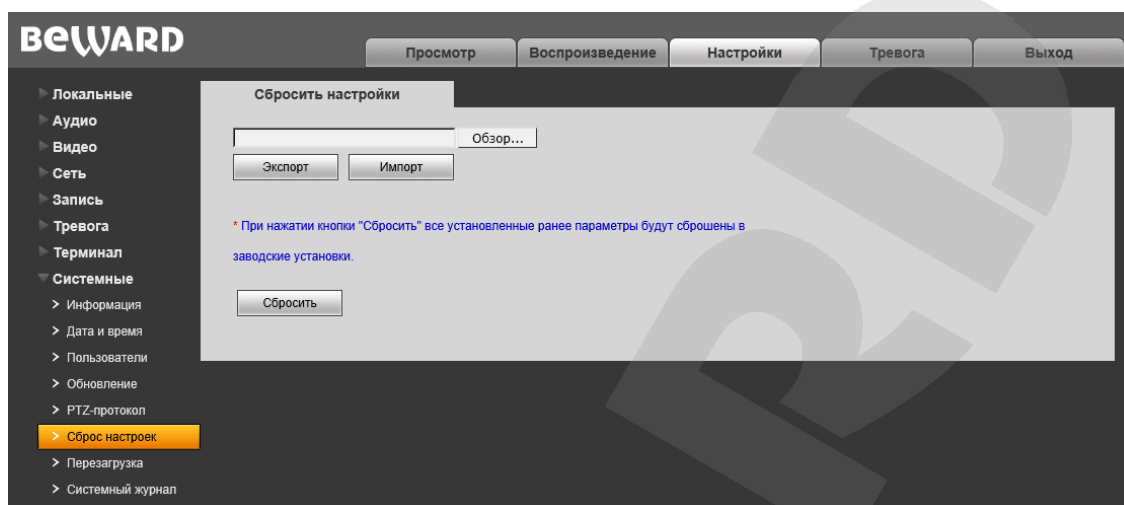 BEWARD
Просмотр
Воспроизведение
Настройки
Тревога
Выход
Локальные
Аудио
Видео
Сеть
Запись
Тревога
Терминал
Системные
> Информация
> Дата и время
> Пользователи
> Обновление
> PTZ-протокол
> Сброс настроек
> Перезагрузка
> Системный журнал
Сбросить настройки
Обзор...
Экспорт
Импорт
* При нажатии кнопки "Сбросить" все установленные ранее параметры будут сброшены в
заводские установки.
Сбросить